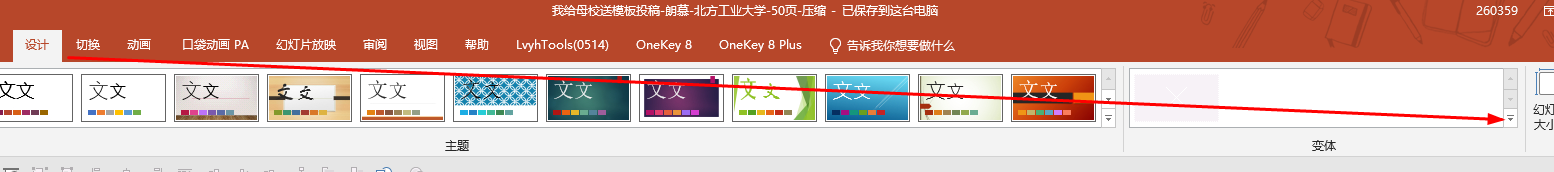 我给母校送模板投稿-朗慕-北方工业大学-50页-压缩 - 已保存到这台电脑
260359
设计 切换 动画 口袋动画 PA 幻灯片放映 审阅 视图 帮助 LvyhTools(0514) OneKey 8 OneKey 8 Plus 告诉我你想要做什么
文文 文文 文文 文文 文文 文文 文文 文文 文文 文文 文文 文文
幻灯
大小
主题 变体